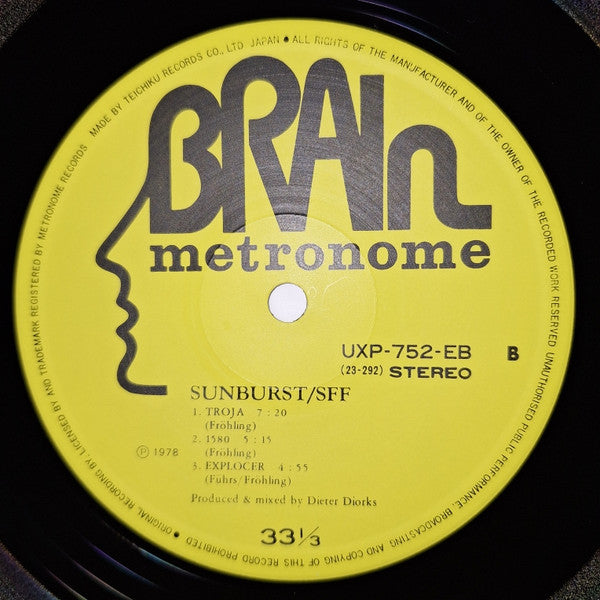 MADE BY TEICHIKU RECORDS CO., LTD. JAPAN ● ALL RIGHTS OF THE MANUFACTURER AND OF THE OWNER OF THE RECORDED WORK RESERVED UNAUTHORISED PUBLIC PERFORMANCE, BROADCASTING AND COPYING OF THIS RECORD PROHIBITED ● ORIGINAL RECORDING BY, LICENSED BY AND TRADEMARK REGISTERED BY METRONOME RECORDS
BRAIn
metronome
UXP-752-EB B
(23-292) STEREO
SUNBURST/SFF
1. TROJA 7:20
(Fröhling)
2. 1580 5:15
(Fröhling)
Ⓟ 1978
3. EXPLOCER 4:55
(Fuhrs/Fröhling)
Produced & mixed by Dieter Diorks
33⅓